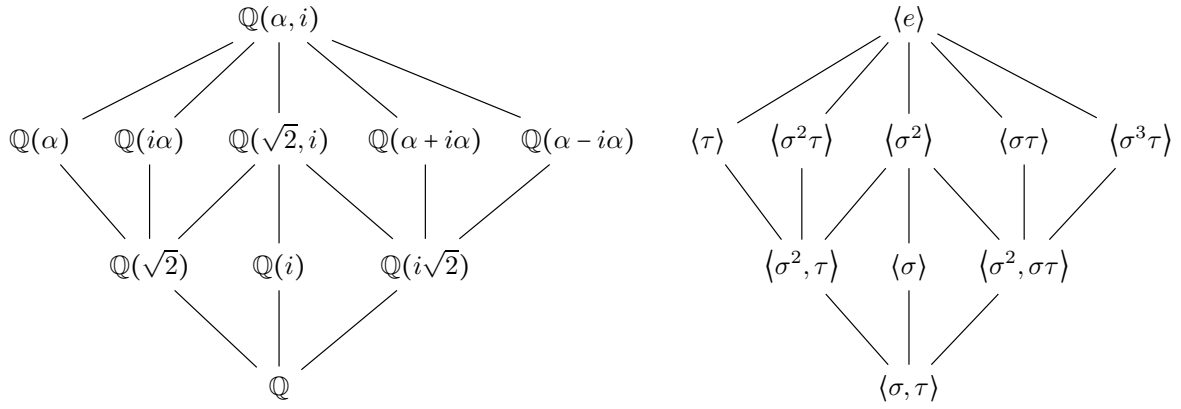 ℚ(α, i) ⟨e⟩
ℚ(α) ℚ(iα) ℚ(√2, i) ℚ(α + iα) ℚ(α − iα) ⟨τ⟩ ⟨σ²τ⟩ ⟨σ²⟩ ⟨στ⟩ ⟨σ³τ⟩
ℚ(√2) ℚ(i) ℚ(i√2) ⟨σ², τ⟩ ⟨σ⟩ ⟨σ², στ⟩
ℚ ⟨σ, τ⟩